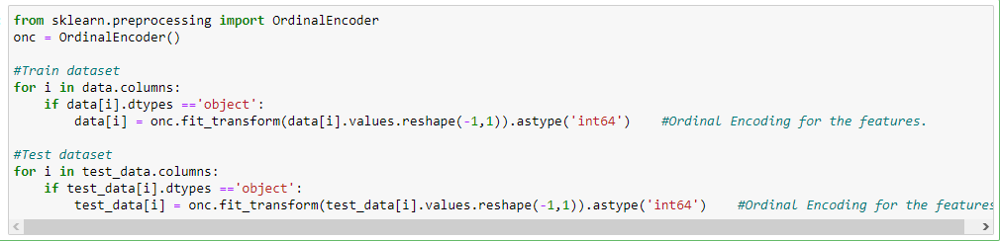 from sklearn.preprocessing import OrdinalEncoder
onc = OrdinalEncoder()

#Train dataset
for i in data.columns:
    if data[i].dtypes =='object':
        data[i] = onc.fit_transform(data[i].values.reshape(-1,1)).astype('int64')    #Ordinal Encoding for the features.

#Test dataset
for i in test_data.columns:
    if test_data[i].dtypes =='object':
        test_data[i] = onc.fit_transform(test_data[i].values.reshape(-1,1)).astype('int64')    #Ordinal Encoding for the features